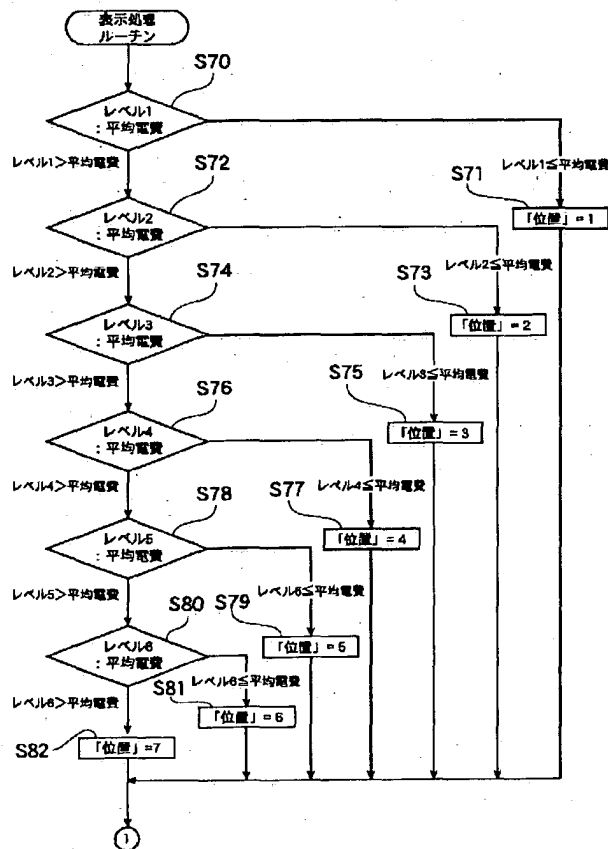 表示処理
ルーチン
S70
レベル1
:平均電費
レベル1>平均電費
レベル1≦平均電費
S71
「位置」=1
S72
レベル2
:平均電費
レベル2>平均電費
レベル2≦平均電費
S73
「位置」=2
S74
レベル3
:平均電費
レベル3>平均電費
レベル3≦平均電費
S75
「位置」=3
S76
レベル4
:平均電費
レベル4>平均電費
レベル4≦平均電費
S77
「位置」=4
S78
レベル5
:平均電費
レベル5>平均電費
レベル5≦平均電費
S79
「位置」=5
S80
レベル6
:平均電費
レベル6>平均電費
レベル6≦平均電費
S81
「位置」=6
S82
「位置」=7
1